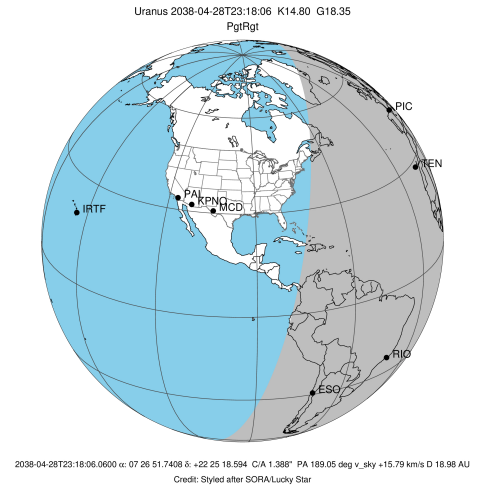 Uranus 2038-04-28T23:18:06 K14.80 G18.35
PgtRgt
PIC
TEN
PAL
KPNO
MCD
IRTF
RIO
ESO
2038-04-28T23:18:06.0600 α: 07 26 51.7408 δ: +22 25 18.594 C/A 1.388" PA 189.05 deg v_sky +15.79 km/s D 18.98 AU
Credit: Styled after SORA/Lucky Star